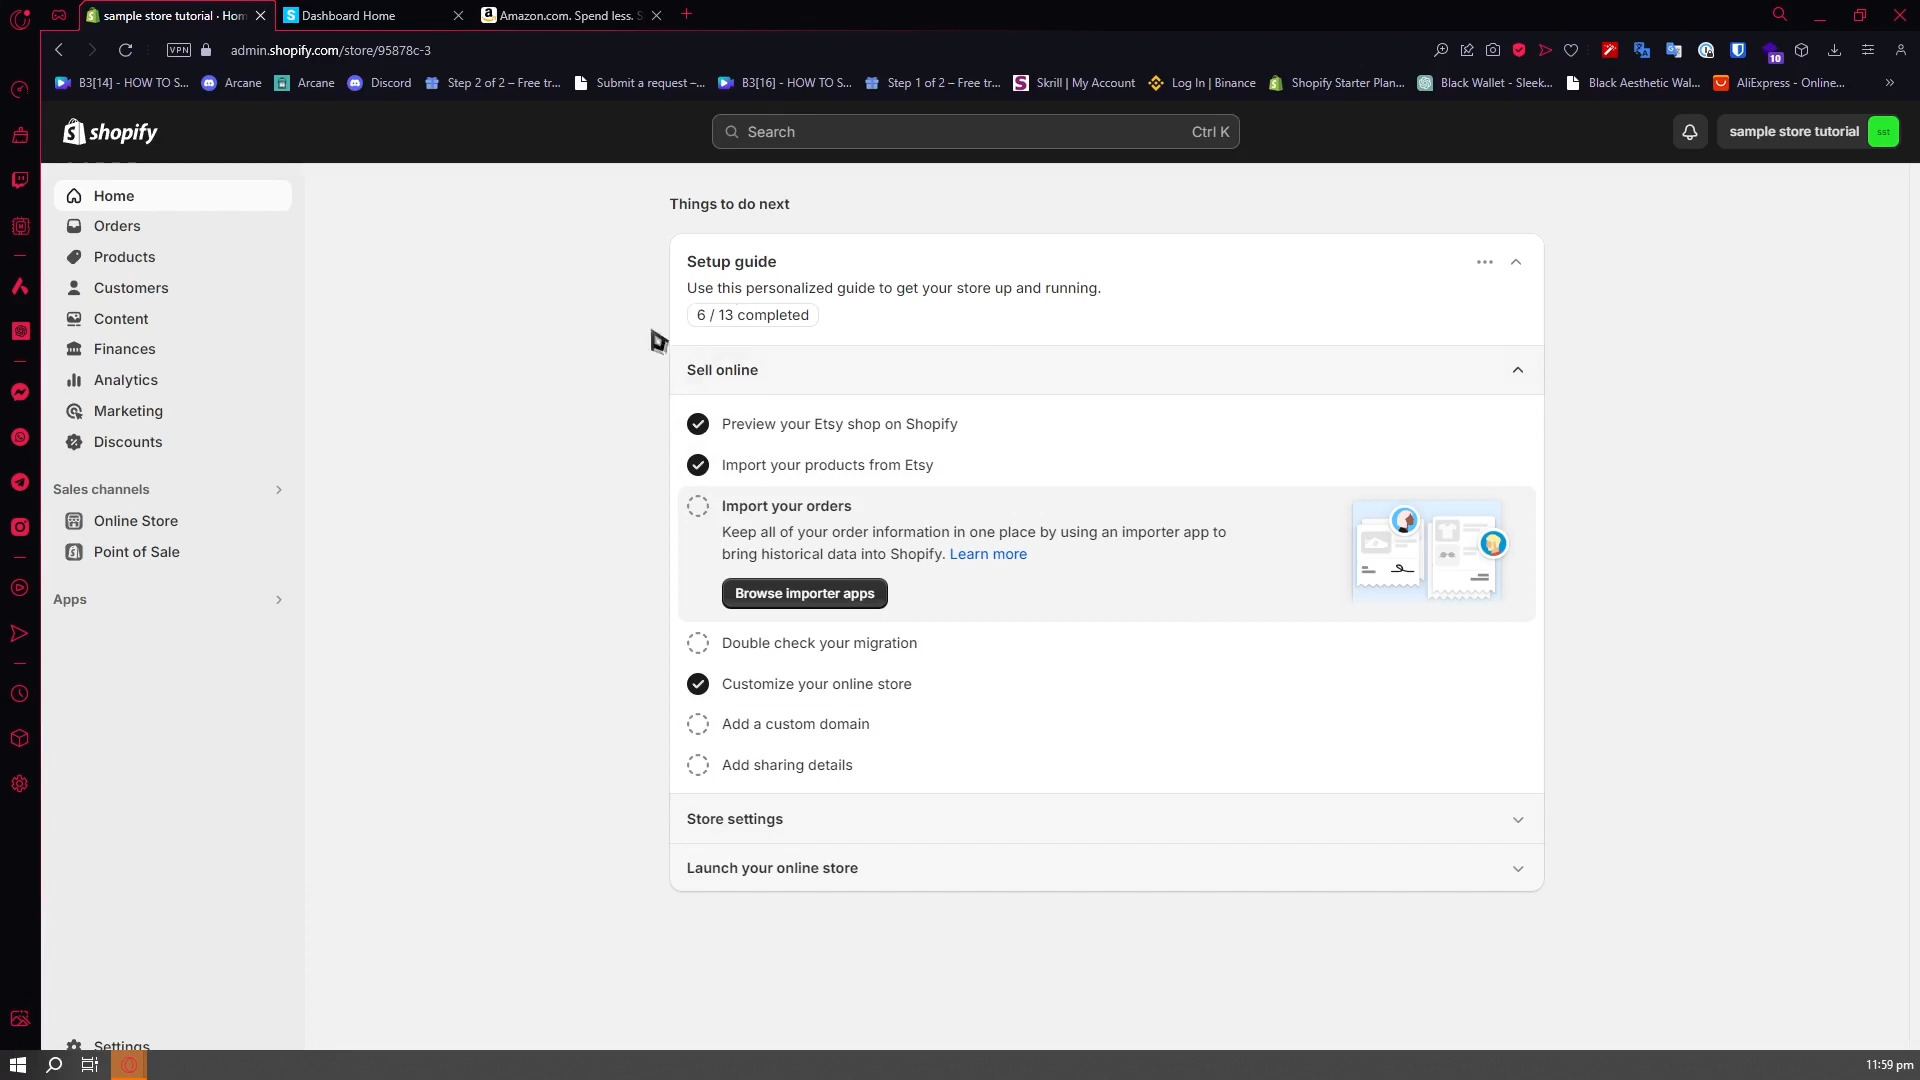 sample store tutorial · Hom
Dashboard Home
Amazon.com. Spend less. S
VPN
admin.shopify.com/store/95878c-3
10
B3[14] - HOW TO S...
Arcane
Arcane
Discord
Step 2 of 2 – Free tr...
Submit a request –...
B3[16] - HOW TO S...
Step 1 of 2 – Free tr...
Skrill | My Account
Log In | Binance
Shopify Starter Plan...
Black Wallet - Sleek...
Black Aesthetic Wal...
AliExpress - Online...
shopify
Search
Ctrl K
sample store tutorial
sst
Home
Orders
Products
Customers
Content
Finances
Analytics
Marketing
Discounts
Sales channels
Online Store
Point of Sale
Apps
Settings
Things to do next
Setup guide
Use this personalized guide to get your store up and running.
6 / 13 completed
Sell online
Preview your Etsy shop on Shopify
Import your products from Etsy
Import your orders
Keep all of your order information in one place by using an importer app to
bring historical data into Shopify. Learn more
Browse importer apps
Double check your migration
Customize your online store
Add a custom domain
Add sharing details
Store settings
Launch your online store
11:59 pm